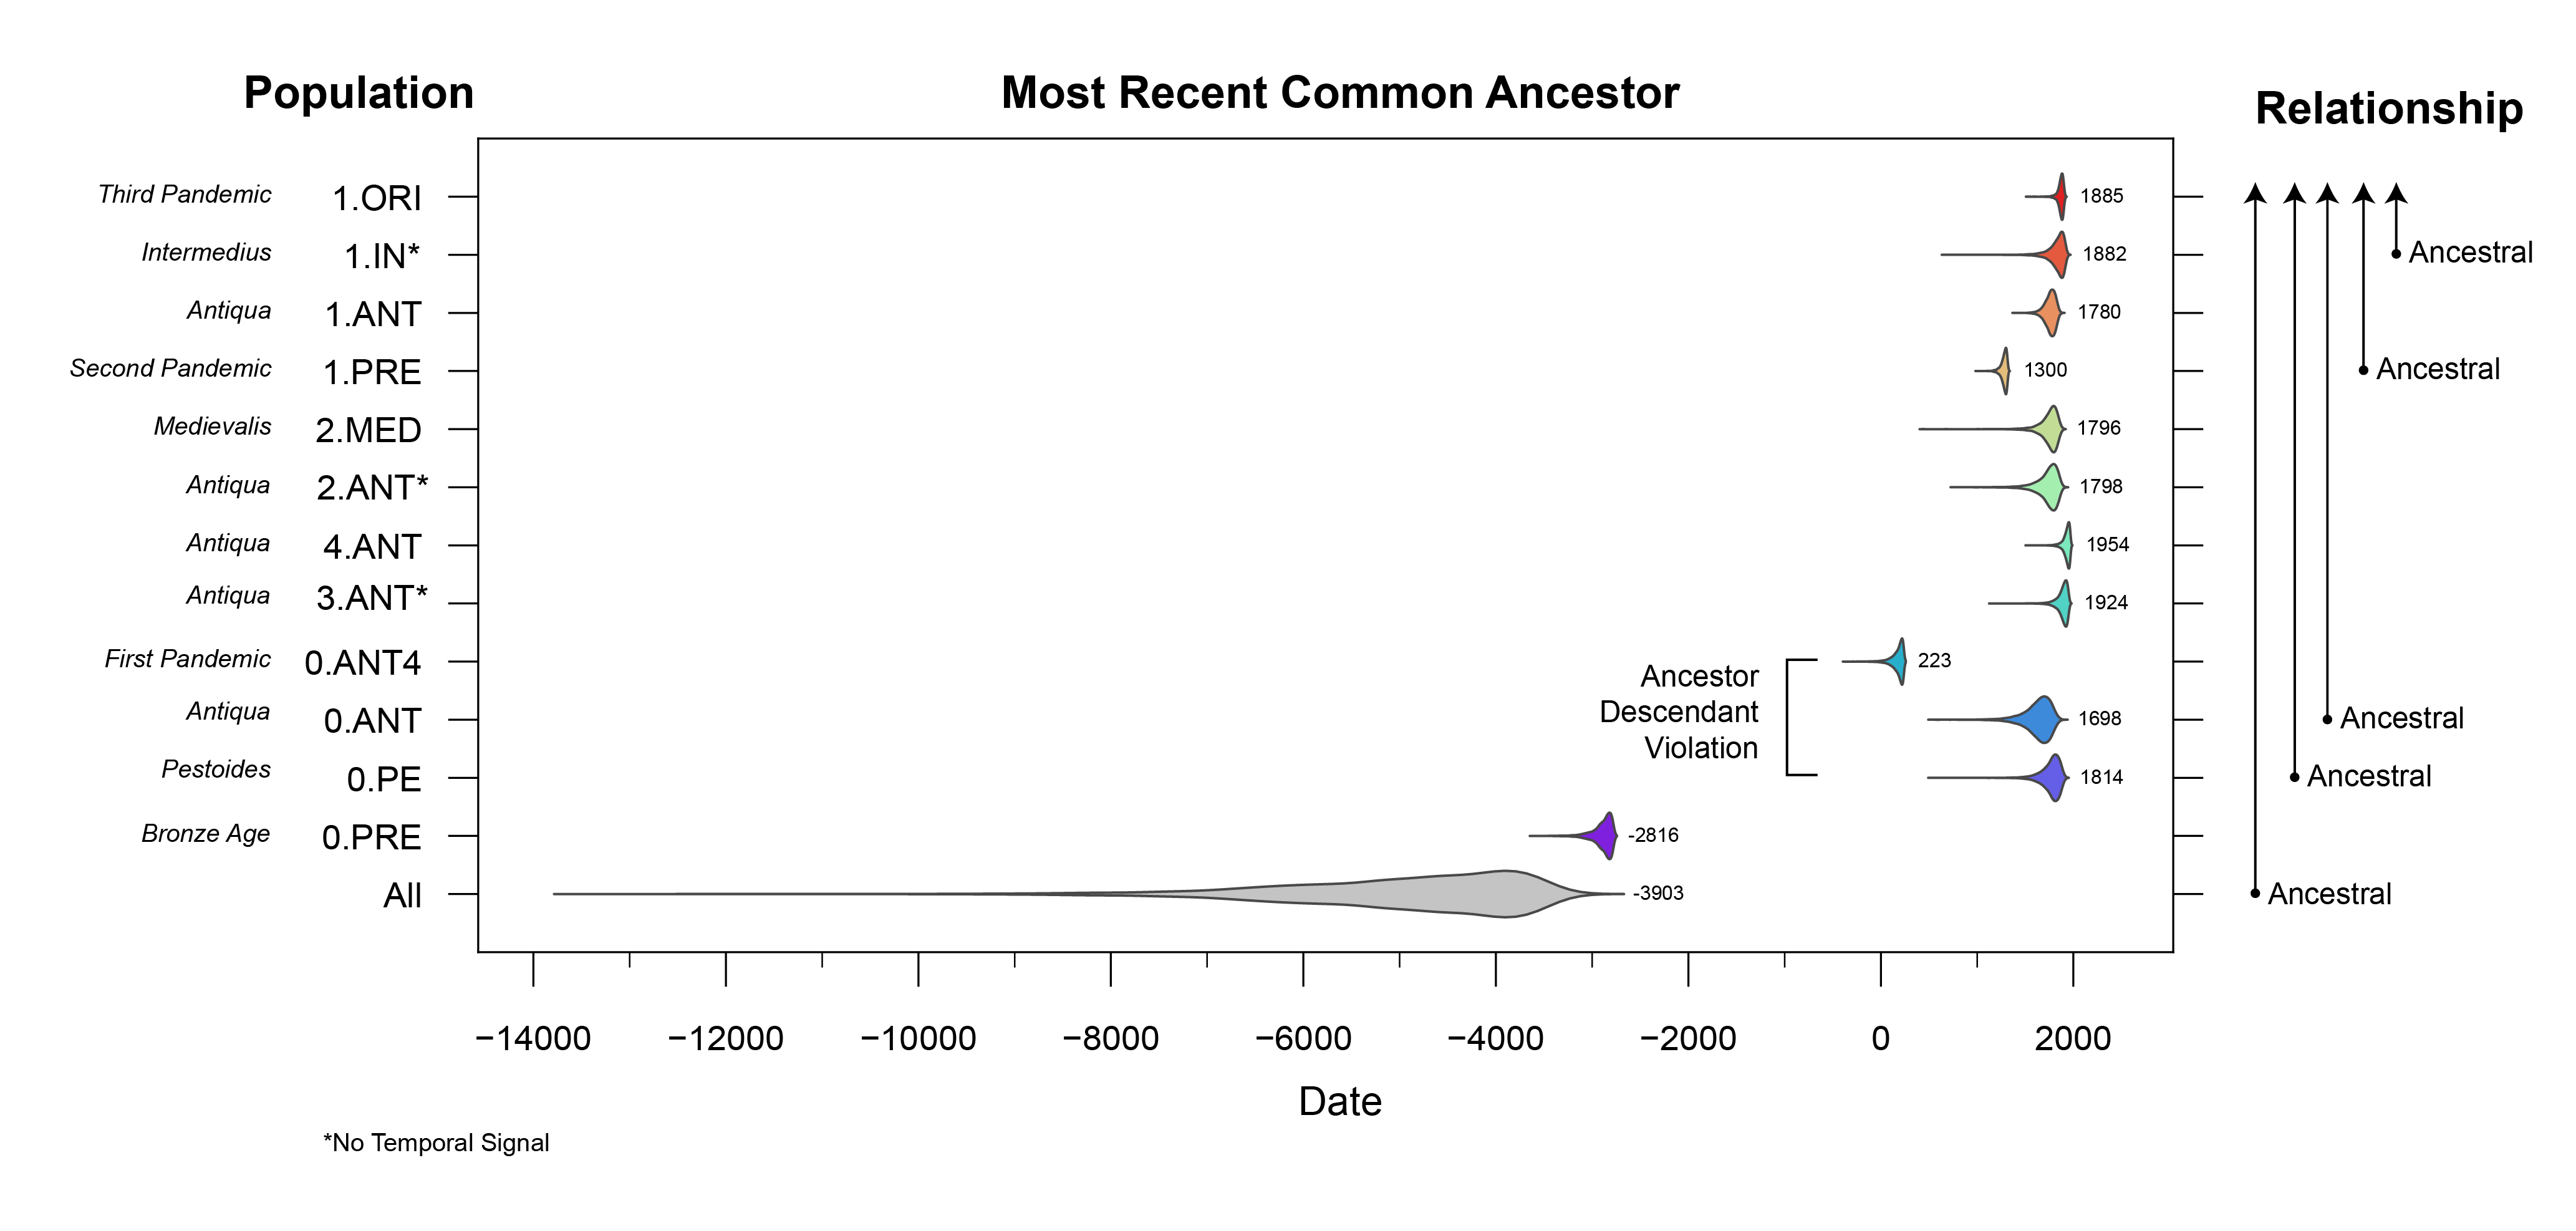 Population
Most Recent Common Ancestor
Relationship
Third Pandemic 1.ORI 1885
Intermedius 1.IN* 1882 Ancestral
Antiqua 1.ANT 1780
Second Pandemic 1.PRE 1300 Ancestral
Medievalis 2.MED 1796
Antiqua 2.ANT* 1798
Antiqua 4.ANT 1954
Antiqua 3.ANT* 1924
First Pandemic 0.ANT4 223
Ancestor
Descendant
Violation
Antiqua 0.ANT 1698 Ancestral
Pestoides 0.PE 1814 Ancestral
Bronze Age 0.PRE -2816
All -3903 Ancestral
−14000 −12000 −10000 −8000 −6000 −4000 −2000 0 2000
Date
*No Temporal Signal